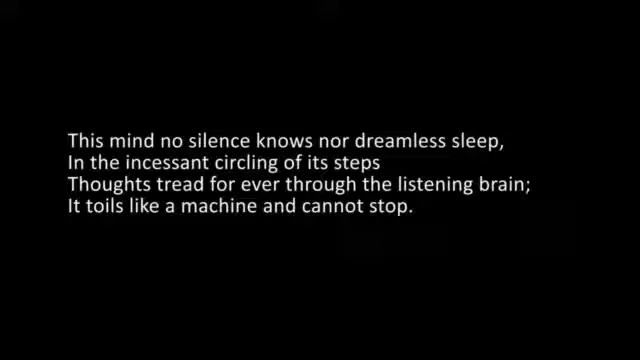 This mind no silence knows nor dreamless sleep,
In the incessant circling of its steps
Thoughts tread for ever through the listening brain;
It toils like a machine and cannot stop.